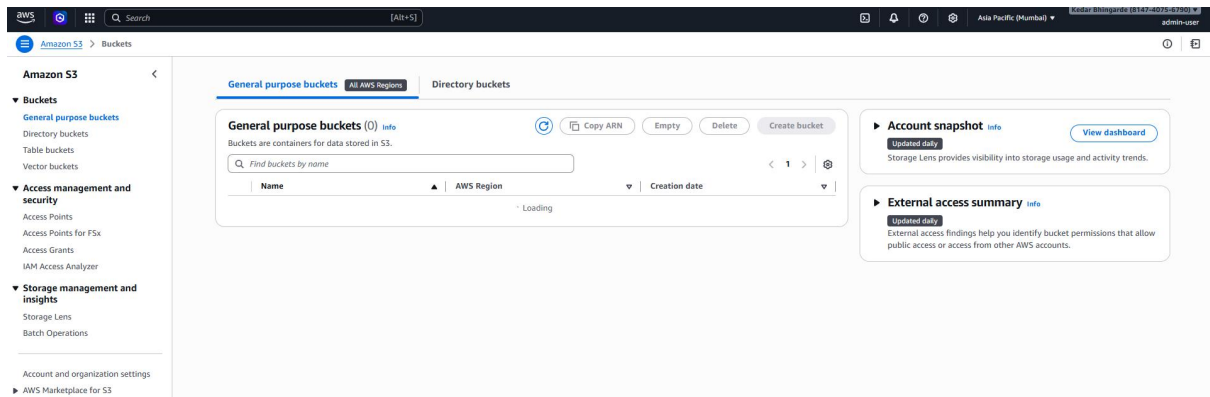 aws
Search [Alt+S]
Asia Pacific (Mumbai)
Kedar Bhingarde (8147-4075-6790)
admin-user
Amazon S3 > Buckets
Amazon S3
Buckets
General purpose buckets
Directory buckets
Table buckets
Vector buckets
Access management and
security
Access Points
Access Points for FSx
Access Grants
IAM Access Analyzer
Storage management and
insights
Storage Lens
Batch Operations
Account and organization settings
AWS Marketplace for S3
General purpose buckets All AWS Regions Directory buckets
General purpose buckets (0) Info
Copy ARN Empty Delete Create bucket
Buckets are containers for data stored in S3.
Find buckets by name
1
Name AWS Region Creation date
Loading
Account snapshot Info
View dashboard
Updated daily
Storage Lens provides visibility into storage usage and activity trends.
External access summary Info
Updated daily
External access findings help you identify bucket permissions that allow
public access or access from other AWS accounts.